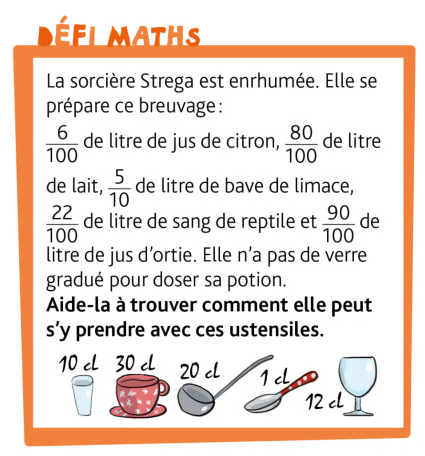 DÉFI MATHS
La sorcière Strega est enrhumée. Elle se
prépare ce breuvage :
6/100 de litre de jus de citron, 80/100 de litre
de lait, 5/10 de litre de bave de limace,
22/100 de litre de sang de reptile et 90/100 de
litre de jus d’ortie. Elle n’a pas de verre
gradué pour doser sa potion.
Aide-la à trouver comment elle peut
s’y prendre avec ces ustensiles.
10 cl 30 cl 20 cl 1 cl 12 cl